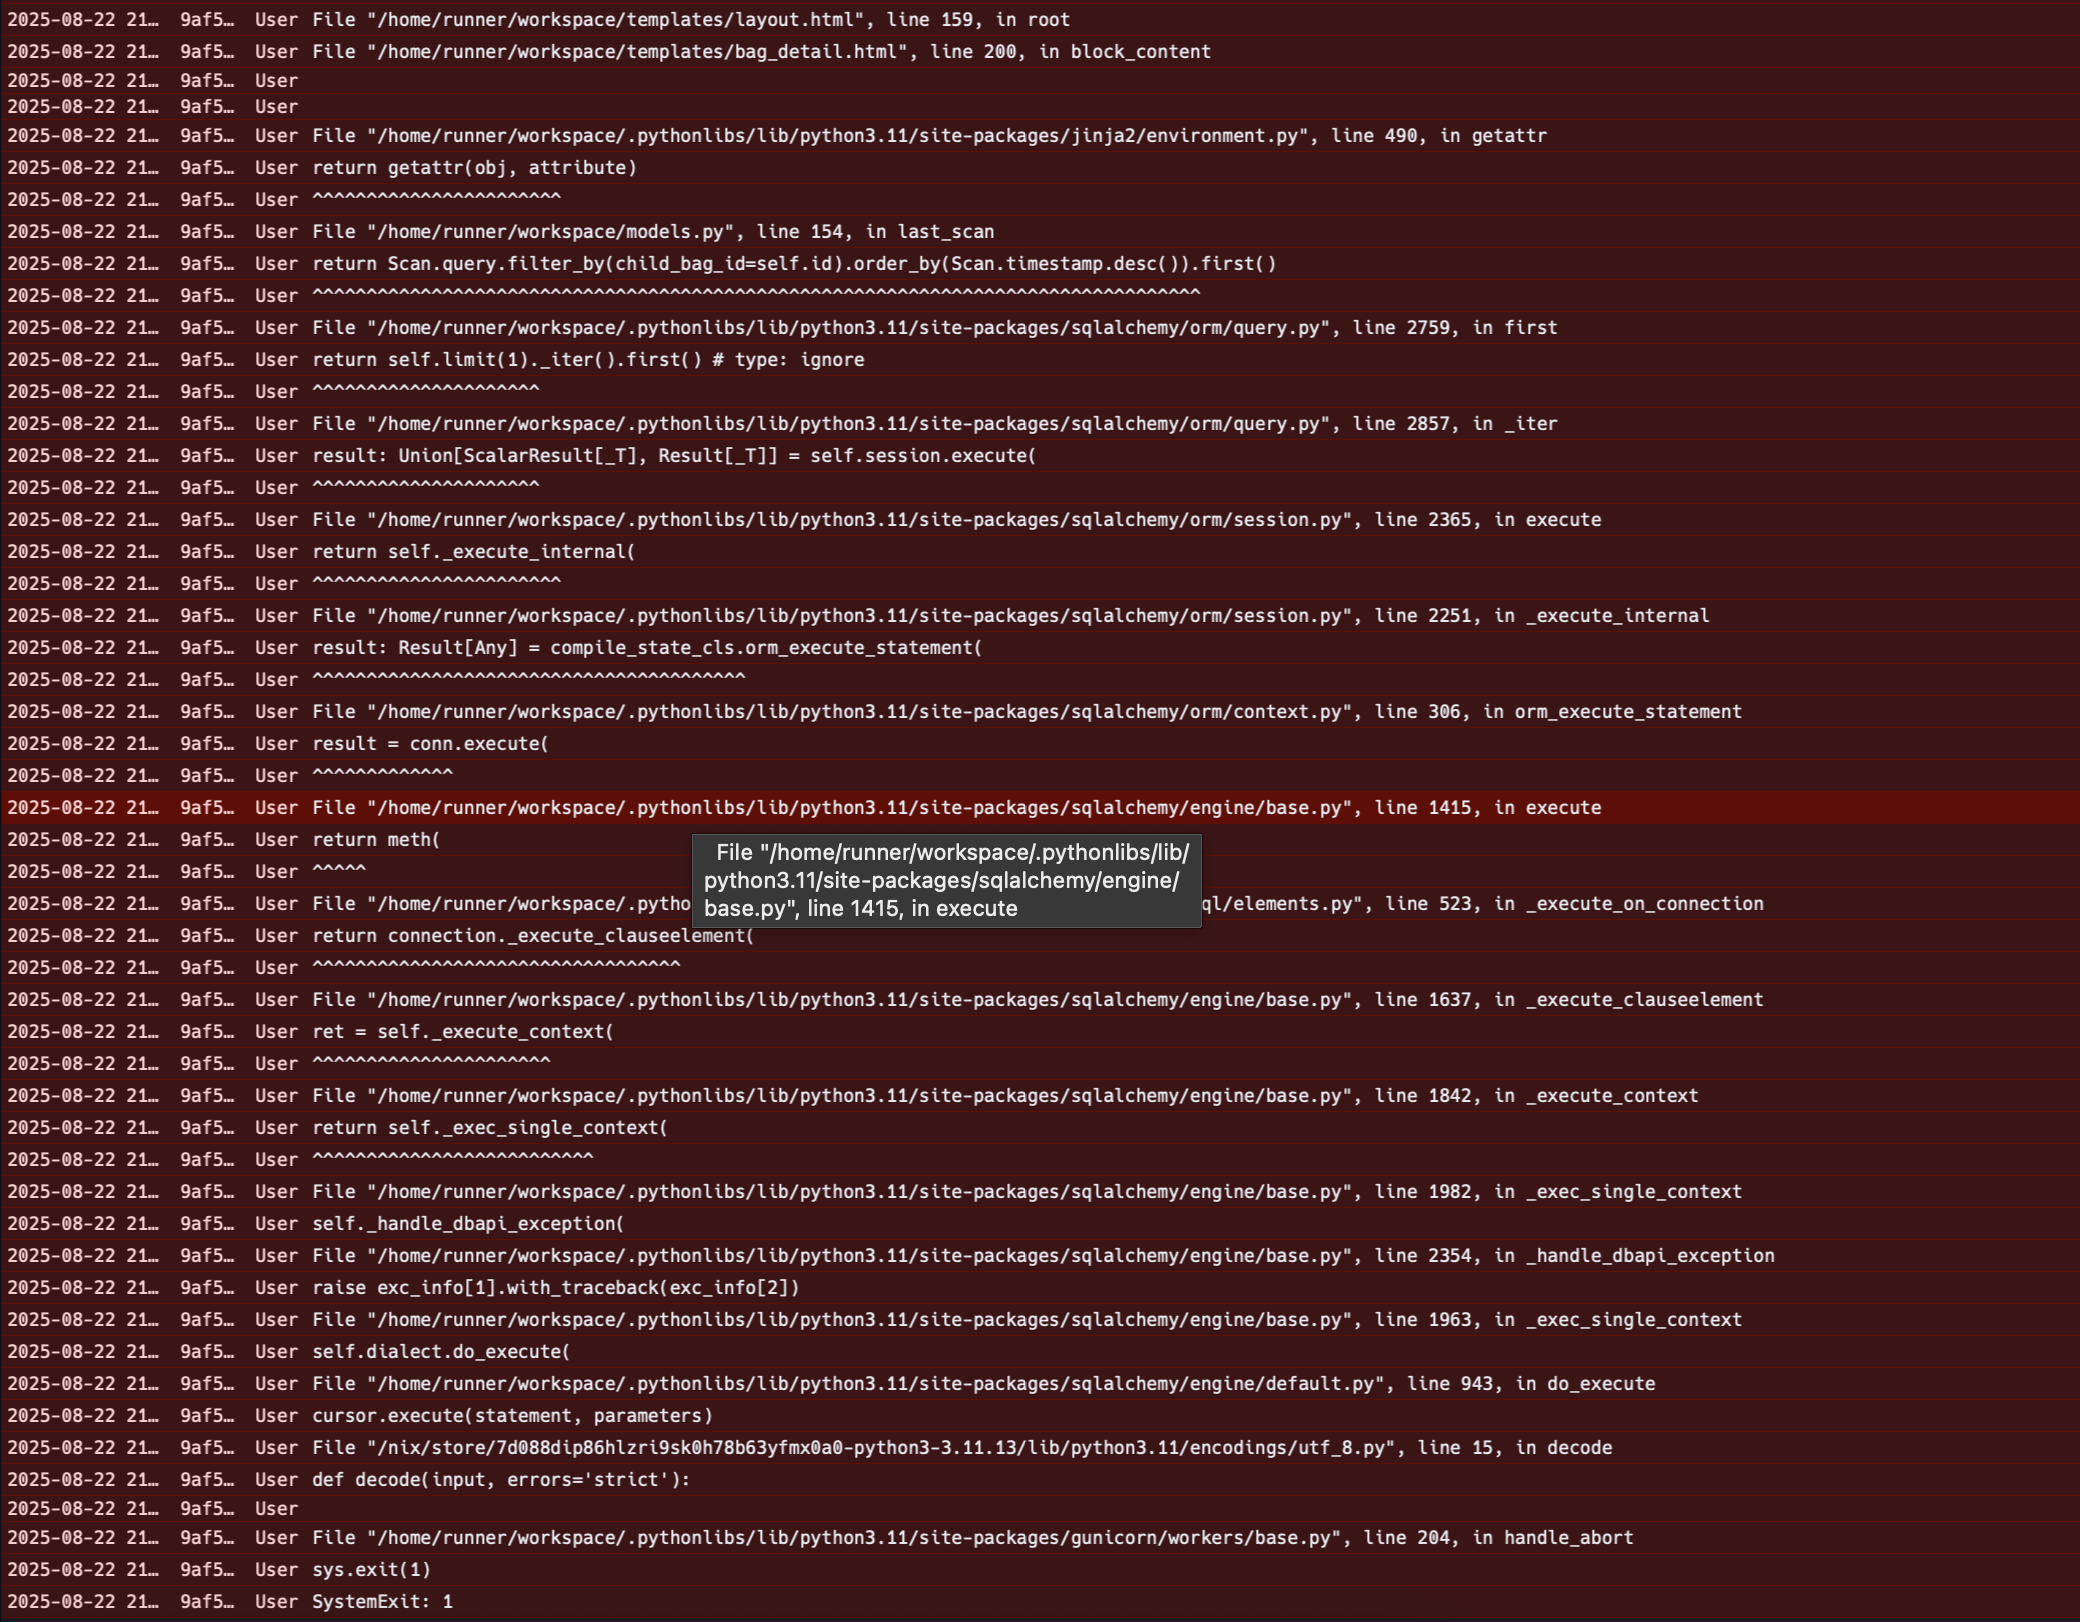 2025-08-22 21… 9af5… User File "/home/runner/workspace/templates/layout.html", line 159, in root
2025-08-22 21… 9af5… User File "/home/runner/workspace/templates/bag_detail.html", line 200, in block_content
2025-08-22 21… 9af5… User
2025-08-22 21… 9af5… User
2025-08-22 21… 9af5… User File "/home/runner/workspace/.pythonlibs/lib/python3.11/site-packages/jinja2/environment.py", line 490, in getattr
2025-08-22 21… 9af5… User return getattr(obj, attribute)
2025-08-22 21… 9af5… User ^^^^^^^^^^^^^^^^^^^^^^^
2025-08-22 21… 9af5… User File "/home/runner/workspace/models.py", line 154, in last_scan
2025-08-22 21… 9af5… User return Scan.query.filter_by(child_bag_id=self.id).order_by(Scan.timestamp.desc()).first()
2025-08-22 21… 9af5… User ^^^^^^^^^^^^^^^^^^^^^^^^^^^^^^^^^^^^^^^^^^^^^^^^^^^^^^^^^^^^^^^^^^^^^^^^^^^^^^^^^^
2025-08-22 21… 9af5… User File "/home/runner/workspace/.pythonlibs/lib/python3.11/site-packages/sqlalchemy/orm/query.py", line 2759, in first
2025-08-22 21… 9af5… User return self.limit(1)._iter().first() # type: ignore
2025-08-22 21… 9af5… User ^^^^^^^^^^^^^^^^^^^^^
2025-08-22 21… 9af5… User File "/home/runner/workspace/.pythonlibs/lib/python3.11/site-packages/sqlalchemy/orm/query.py", line 2857, in _iter
2025-08-22 21… 9af5… User result: Union[ScalarResult[_T], Result[_T]] = self.session.execute(
2025-08-22 21… 9af5… User ^^^^^^^^^^^^^^^^^^^^^
2025-08-22 21… 9af5… User File "/home/runner/workspace/.pythonlibs/lib/python3.11/site-packages/sqlalchemy/orm/session.py", line 2365, in execute
2025-08-22 21… 9af5… User return self._execute_internal(
2025-08-22 21… 9af5… User ^^^^^^^^^^^^^^^^^^^^^^^
2025-08-22 21… 9af5… User File "/home/runner/workspace/.pythonlibs/lib/python3.11/site-packages/sqlalchemy/orm/session.py", line 2251, in _execute_internal
2025-08-22 21… 9af5… User result: Result[Any] = compile_state_cls.orm_execute_statement(
2025-08-22 21… 9af5… User ^^^^^^^^^^^^^^^^^^^^^^^^^^^^^^^^^^^^^^^^
2025-08-22 21… 9af5… User File "/home/runner/workspace/.pythonlibs/lib/python3.11/site-packages/sqlalchemy/orm/context.py", line 306, in orm_execute_statement
2025-08-22 21… 9af5… User result = conn.execute(
2025-08-22 21… 9af5… User ^^^^^^^^^^^^^
2025-08-22 21… 9af5… User File "/home/runner/workspace/.pythonlibs/lib/python3.11/site-packages/sqlalchemy/engine/base.py", line 1415, in execute
2025-08-22 21… 9af5… User return meth(
File "/home/runner/workspace/.pythonlibs/lib/
python3.11/site-packages/sqlalchemy/engine/
base.py", line 1415, in execute
2025-08-22 21… 9af5… User ^^^^^
2025-08-22 21… 9af5… User File "/home/runner/workspace/.pytho ql/elements.py", line 523, in _execute_on_connection
2025-08-22 21… 9af5… User return connection._execute_clauseelement(
2025-08-22 21… 9af5… User ^^^^^^^^^^^^^^^^^^^^^^^^^^^^^^^^^^
2025-08-22 21… 9af5… User File "/home/runner/workspace/.pythonlibs/lib/python3.11/site-packages/sqlalchemy/engine/base.py", line 1637, in _execute_clauseelement
2025-08-22 21… 9af5… User ret = self._execute_context(
2025-08-22 21… 9af5… User ^^^^^^^^^^^^^^^^^^^^^^
2025-08-22 21… 9af5… User File "/home/runner/workspace/.pythonlibs/lib/python3.11/site-packages/sqlalchemy/engine/base.py", line 1842, in _execute_context
2025-08-22 21… 9af5… User return self._exec_single_context(
2025-08-22 21… 9af5… User ^^^^^^^^^^^^^^^^^^^^^^^^^^
2025-08-22 21… 9af5… User File "/home/runner/workspace/.pythonlibs/lib/python3.11/site-packages/sqlalchemy/engine/base.py", line 1982, in _exec_single_context
2025-08-22 21… 9af5… User self._handle_dbapi_exception(
2025-08-22 21… 9af5… User File "/home/runner/workspace/.pythonlibs/lib/python3.11/site-packages/sqlalchemy/engine/base.py", line 2354, in _handle_dbapi_exception
2025-08-22 21… 9af5… User raise exc_info[1].with_traceback(exc_info[2])
2025-08-22 21… 9af5… User File "/home/runner/workspace/.pythonlibs/lib/python3.11/site-packages/sqlalchemy/engine/base.py", line 1963, in _exec_single_context
2025-08-22 21… 9af5… User self.dialect.do_execute(
2025-08-22 21… 9af5… User File "/home/runner/workspace/.pythonlibs/lib/python3.11/site-packages/sqlalchemy/engine/default.py", line 943, in do_execute
2025-08-22 21… 9af5… User cursor.execute(statement, parameters)
2025-08-22 21… 9af5… User File "/nix/store/7d088dip86hlzri9sk0h78b63yfmx0a0-python3-3.11.13/lib/python3.11/encodings/utf_8.py", line 15, in decode
2025-08-22 21… 9af5… User def decode(input, errors='strict'):
2025-08-22 21… 9af5… User
2025-08-22 21… 9af5… User File "/home/runner/workspace/.pythonlibs/lib/python3.11/site-packages/gunicorn/workers/base.py", line 204, in handle_abort
2025-08-22 21… 9af5… User sys.exit(1)
2025-08-22 21… 9af5… User SystemExit: 1